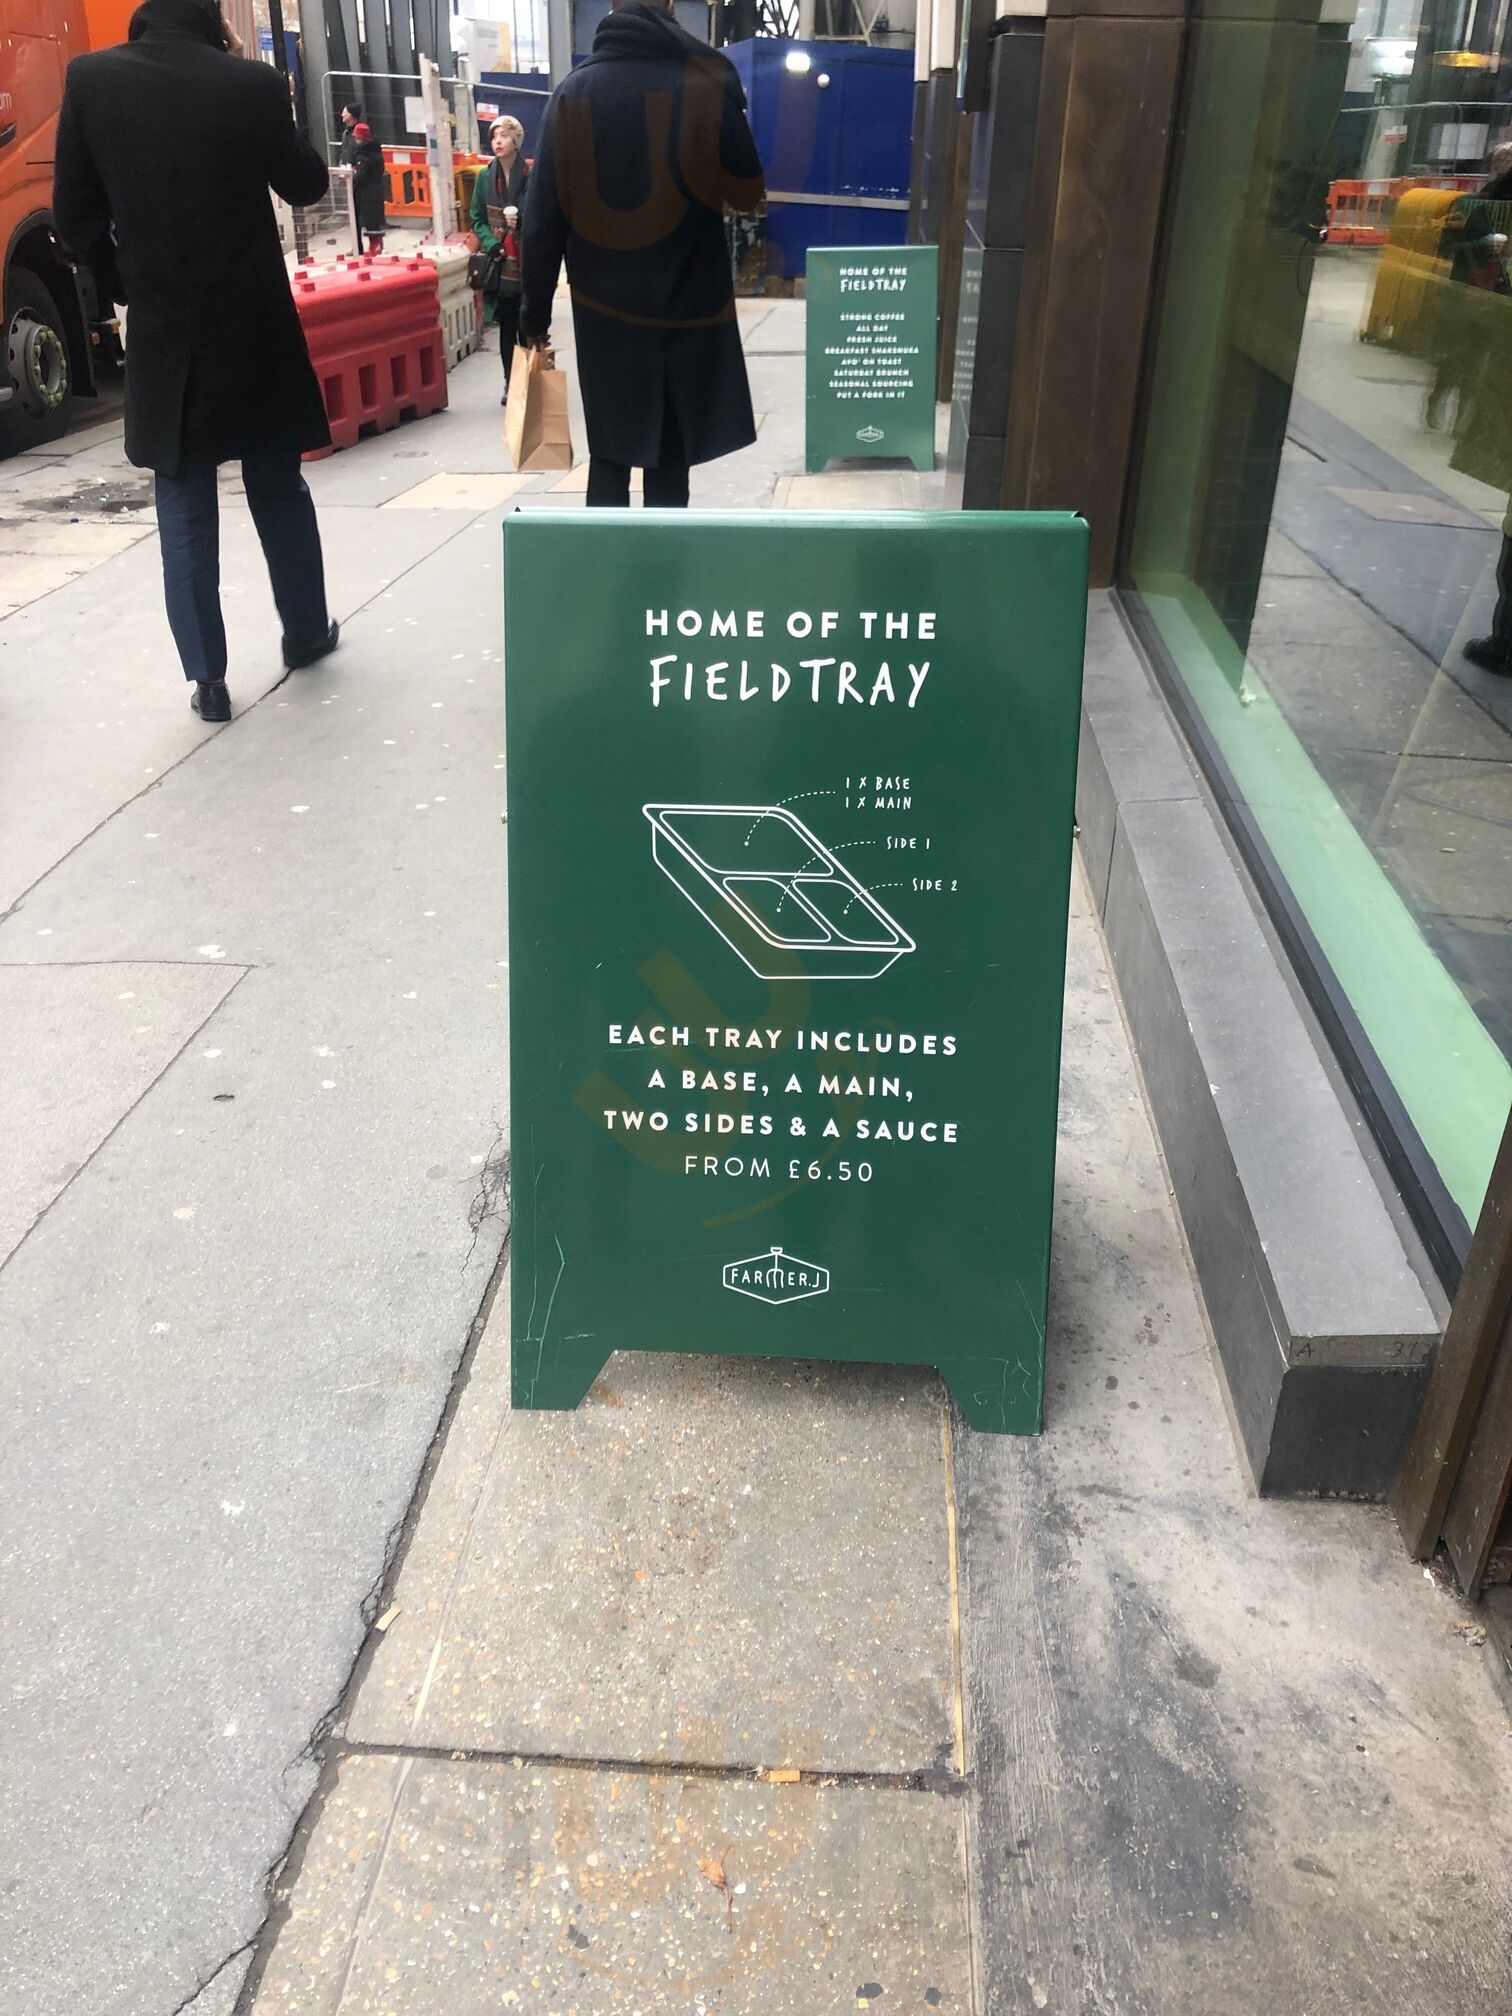 HOME OF THE
FIELDTRAY
1 X BASE
1 X MAIN
SIDE 1
SIDE 2
EACH TRAY INCLUDES
A BASE, A MAIN,
TWO SIDES & A SAUCE
FROM £6.50
FARMER.J
HOME OF THE
FIELDTRAY
STRONG COFFEE
ALL DAY
FRESH JUICE
BREAKFAST SHAKSHUKA
AVO' ON TOAST
SATURDAY BRUNCH
SEASONAL SOURCING
PUT A FORK IN IT
FARMER.J